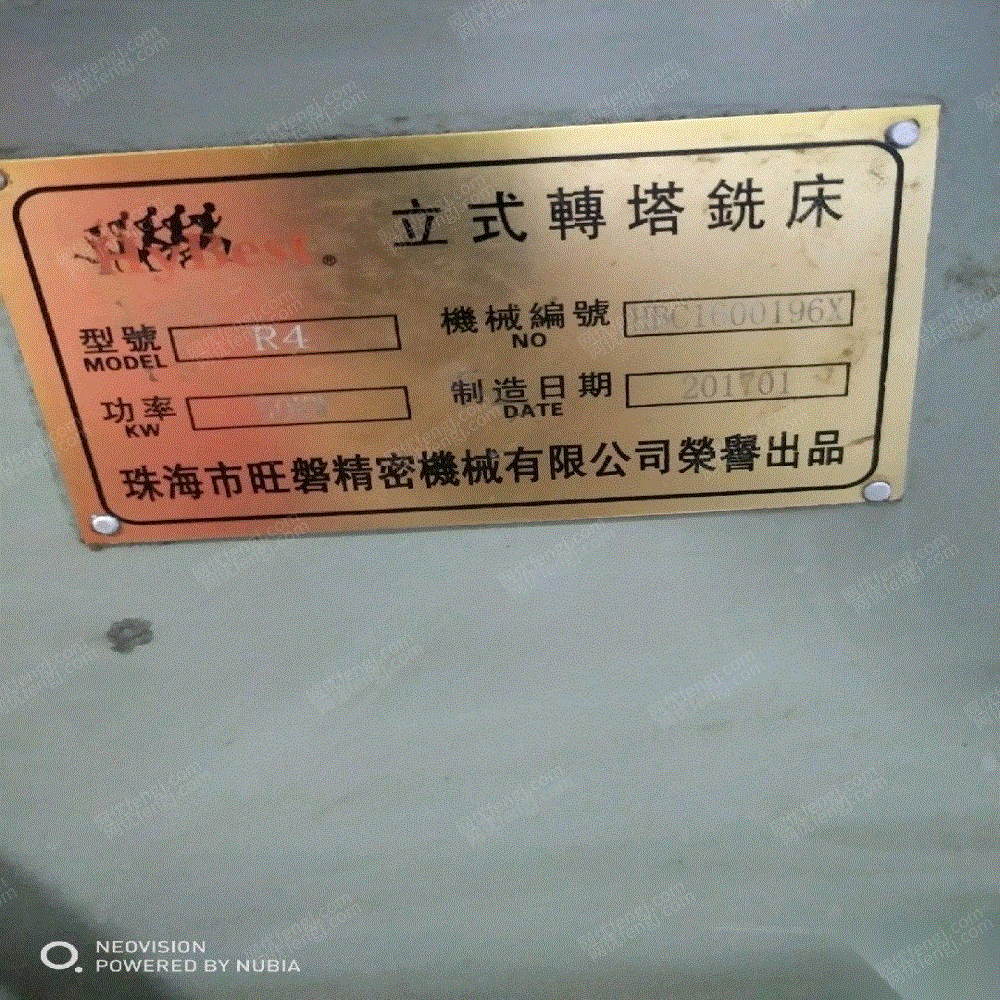 ®
立式轉塔銑床
型號 MODEL R4
機械編號 NO
功率 KW
制造日期 DATE 201701
珠海市旺磐精密機械有限公司榮譽出品
NEOVISION
POWERED BY NUBIA